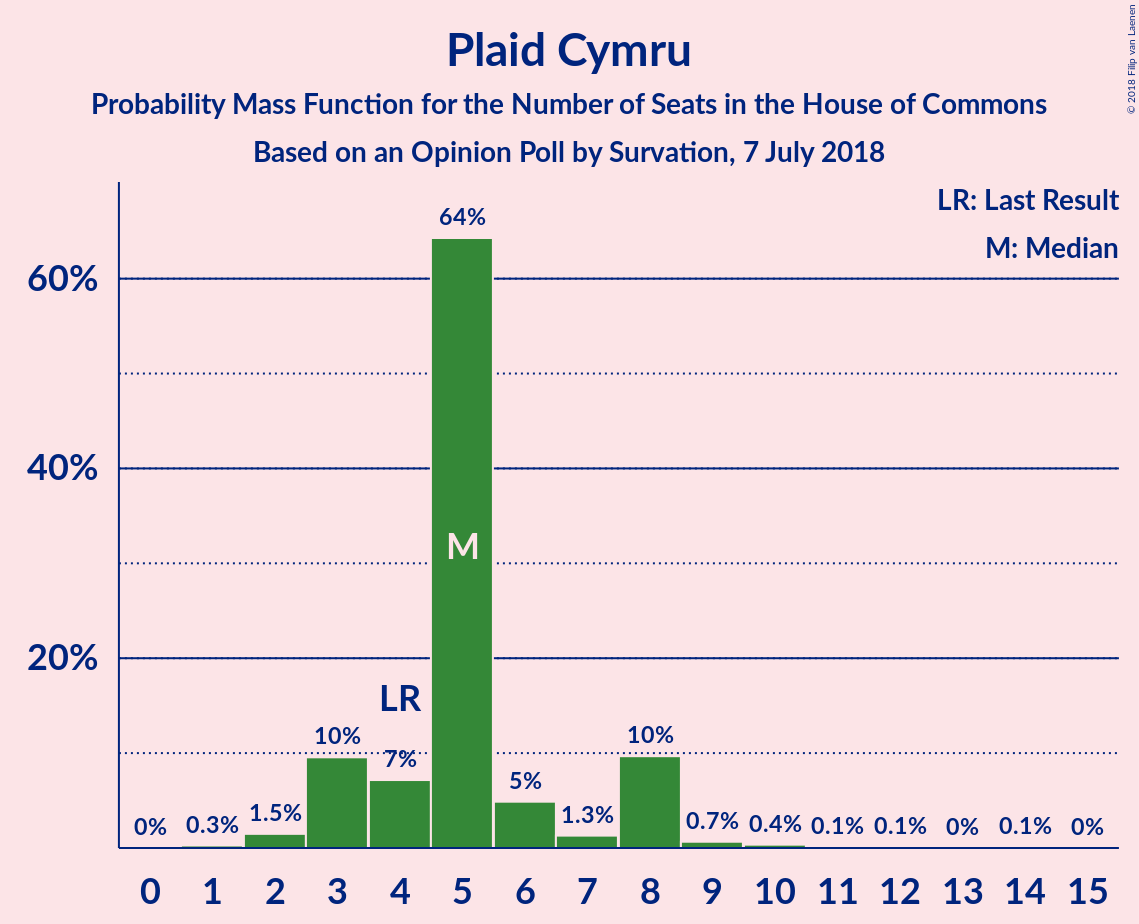 Plaid Cymru
Probability Mass Function for the Number of Seats in the House of Commons
Based on an Opinion Poll by Survation, 7 July 2018
© 2018 Filip van Laenen
LR: Last Result
M: Median
60%
40%
20%
0%
0.3%
1.5%
10%
LR
7%
64%
M
5%
1.3%
10%
0.7%
0.4%
0.1%
0.1%
0%
0.1%
0%
0 1 2 3 4 5 6 7 8 9 10 11 12 13 14 15